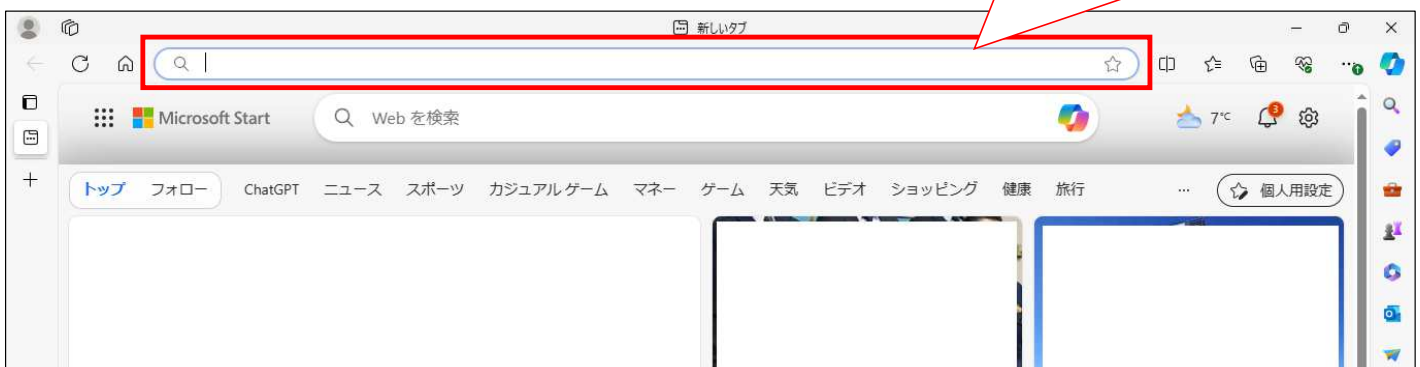 新しいタブ
Microsoft Start
Web を検索
7°C
3
トップ フォロー ChatGPT ニュース スポーツ カジュアル ゲーム マネー ゲーム 天気 ビデオ ショッピング 健康 旅行 … 個人用設定